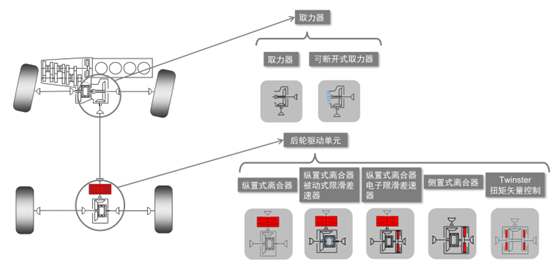 取力器
取力器
可断开式取力器
后轮驱动单元
纵置式离合器
纵置式离合器
被动式限滑差速
器
纵置式离合器
电子限滑差速
器
侧置式离合器
Twinster
扭矩矢量控制